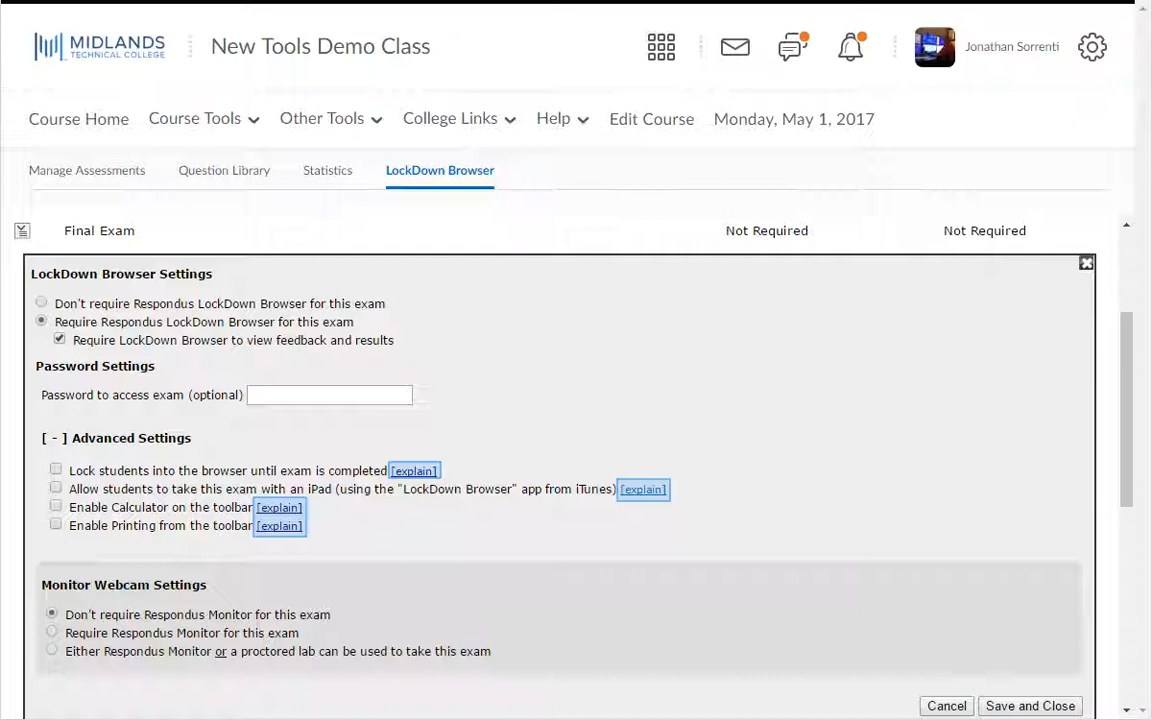 MIDLANDS
TECHNICAL COLLEGE
New Tools Demo Class
Jonathan Sorrenti
Course Home Course Tools Other Tools College Links Help Edit Course Monday, May 1, 2017
Manage Assessments Question Library Statistics LockDown Browser
Final Exam Not Required Not Required
LockDown Browser Settings
Don't require Respondus LockDown Browser for this exam
Require Respondus LockDown Browser for this exam
Require LockDown Browser to view feedback and results
Password Settings
Password to access exam (optional)
[ - ] Advanced Settings
Lock students into the browser until exam is completed [explain]
Allow students to take this exam with an iPad (using the "LockDown Browser" app from iTunes) [explain]
Enable Calculator on the toolbar [explain]
Enable Printing from the toolbar [explain]
Monitor Webcam Settings
Don't require Respondus Monitor for this exam
Require Respondus Monitor for this exam
Either Respondus Monitor or a proctored lab can be used to take this exam
Cancel Save and Close